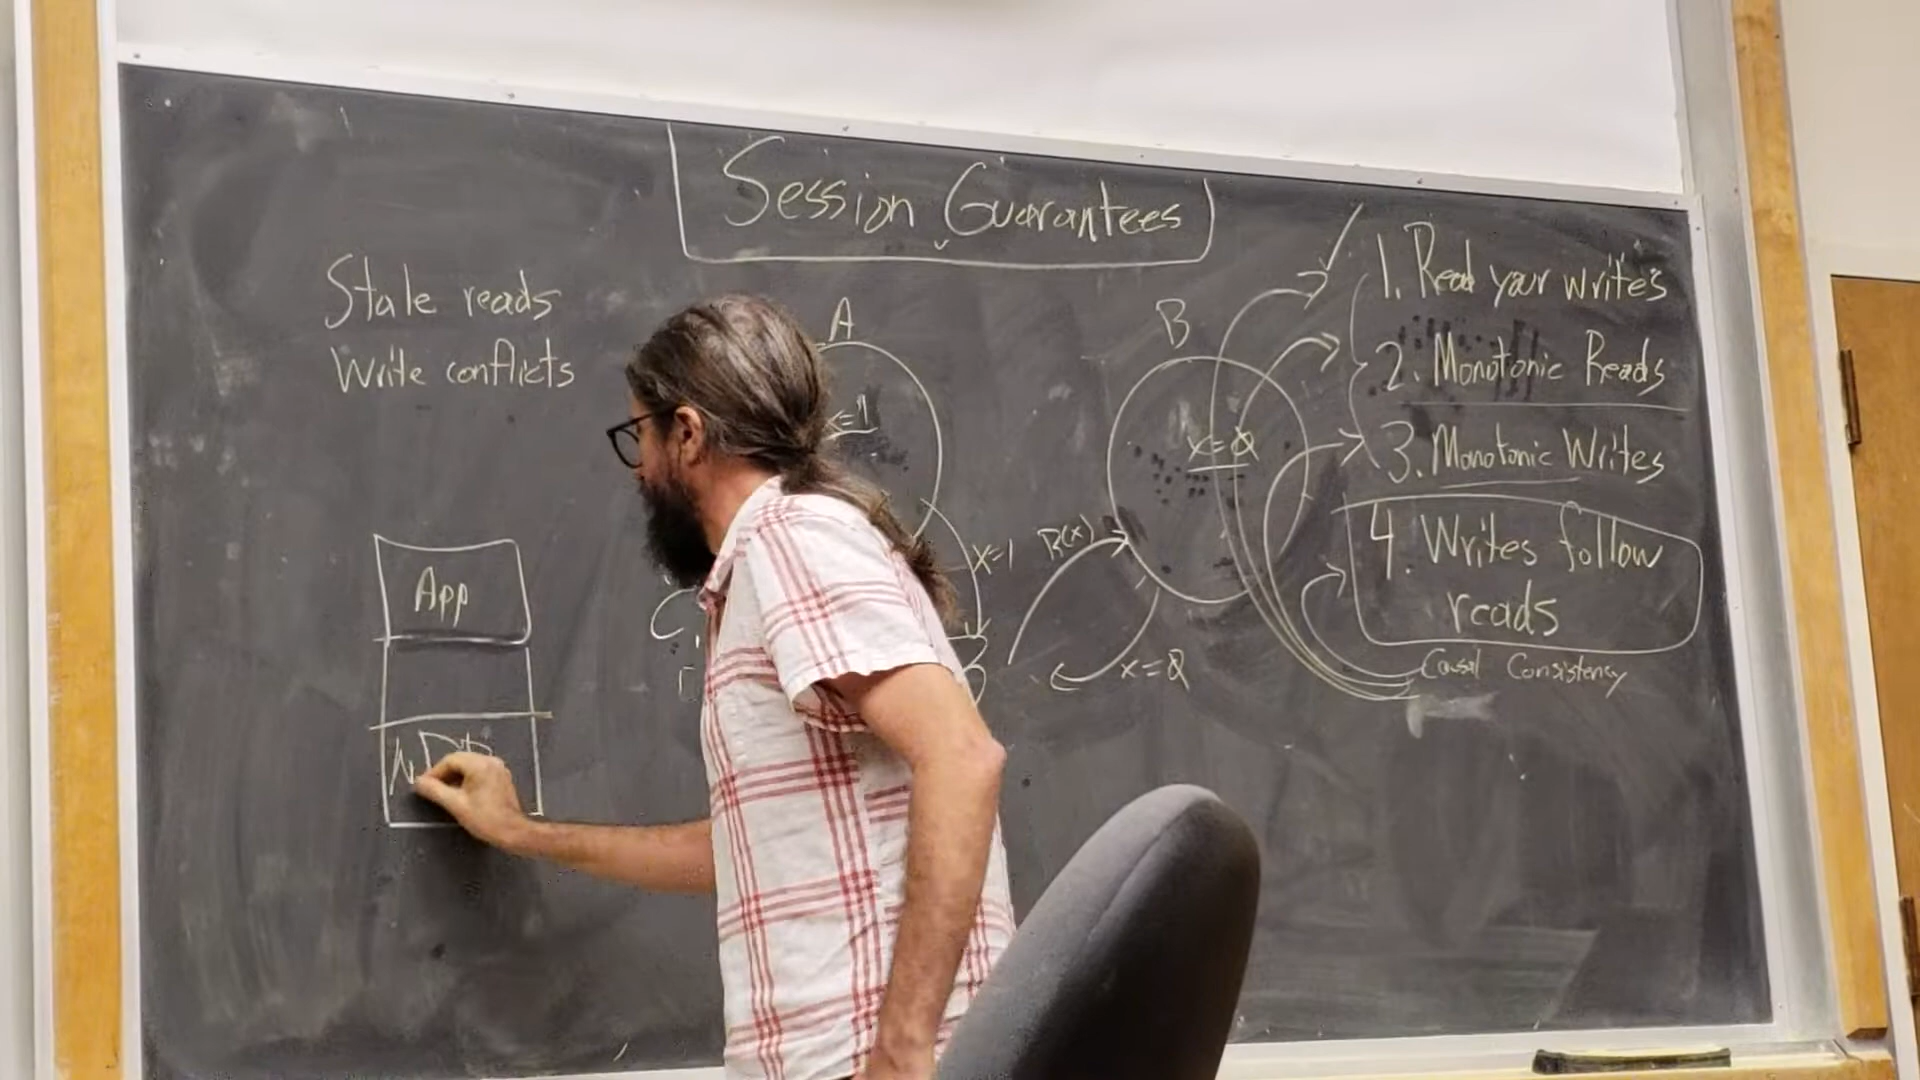 Session Guarantees
Stale reads
Write conflicts
A
B
x=1
x=0
App
x=1
R(x)
x=0
1. Read your writes
2. Monotonic Reads
3. Monotonic Writes
4. Writes follow
reads
Causal Consistency